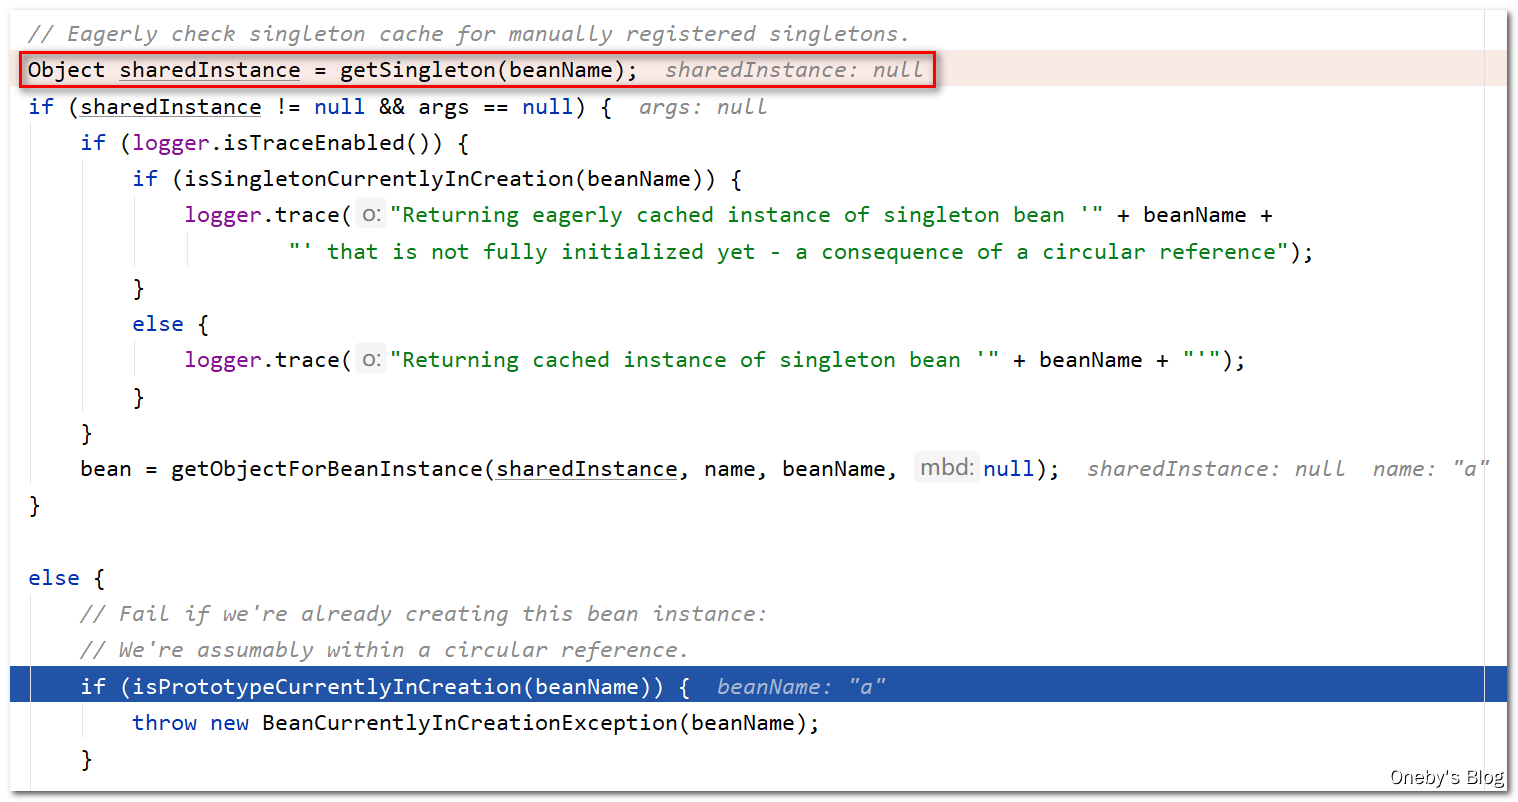 // Eagerly check singleton cache for manually registered singletons.
Object sharedInstance = getSingleton(beanName);  sharedInstance: null
if (sharedInstance != null && args == null) {  args: null
    if (logger.isTraceEnabled()) {
        if (isSingletonCurrentlyInCreation(beanName)) {
            logger.trace( o: "Returning eagerly cached instance of singleton bean '" + beanName +
                    "' that is not fully initialized yet - a consequence of a circular reference");
        }
        else {
            logger.trace( o: "Returning cached instance of singleton bean '" + beanName + "'");
        }
    }
    bean = getObjectForBeanInstance(sharedInstance, name, beanName, mbd: null);  sharedInstance: null  name: "a"
}
else {
    // Fail if we're already creating this bean instance:
    // We're assumably within a circular reference.
    if (isPrototypeCurrentlyInCreation(beanName)) {  beanName: "a"
        throw new BeanCurrentlyInCreationException(beanName);
    }
Oneby's Blog